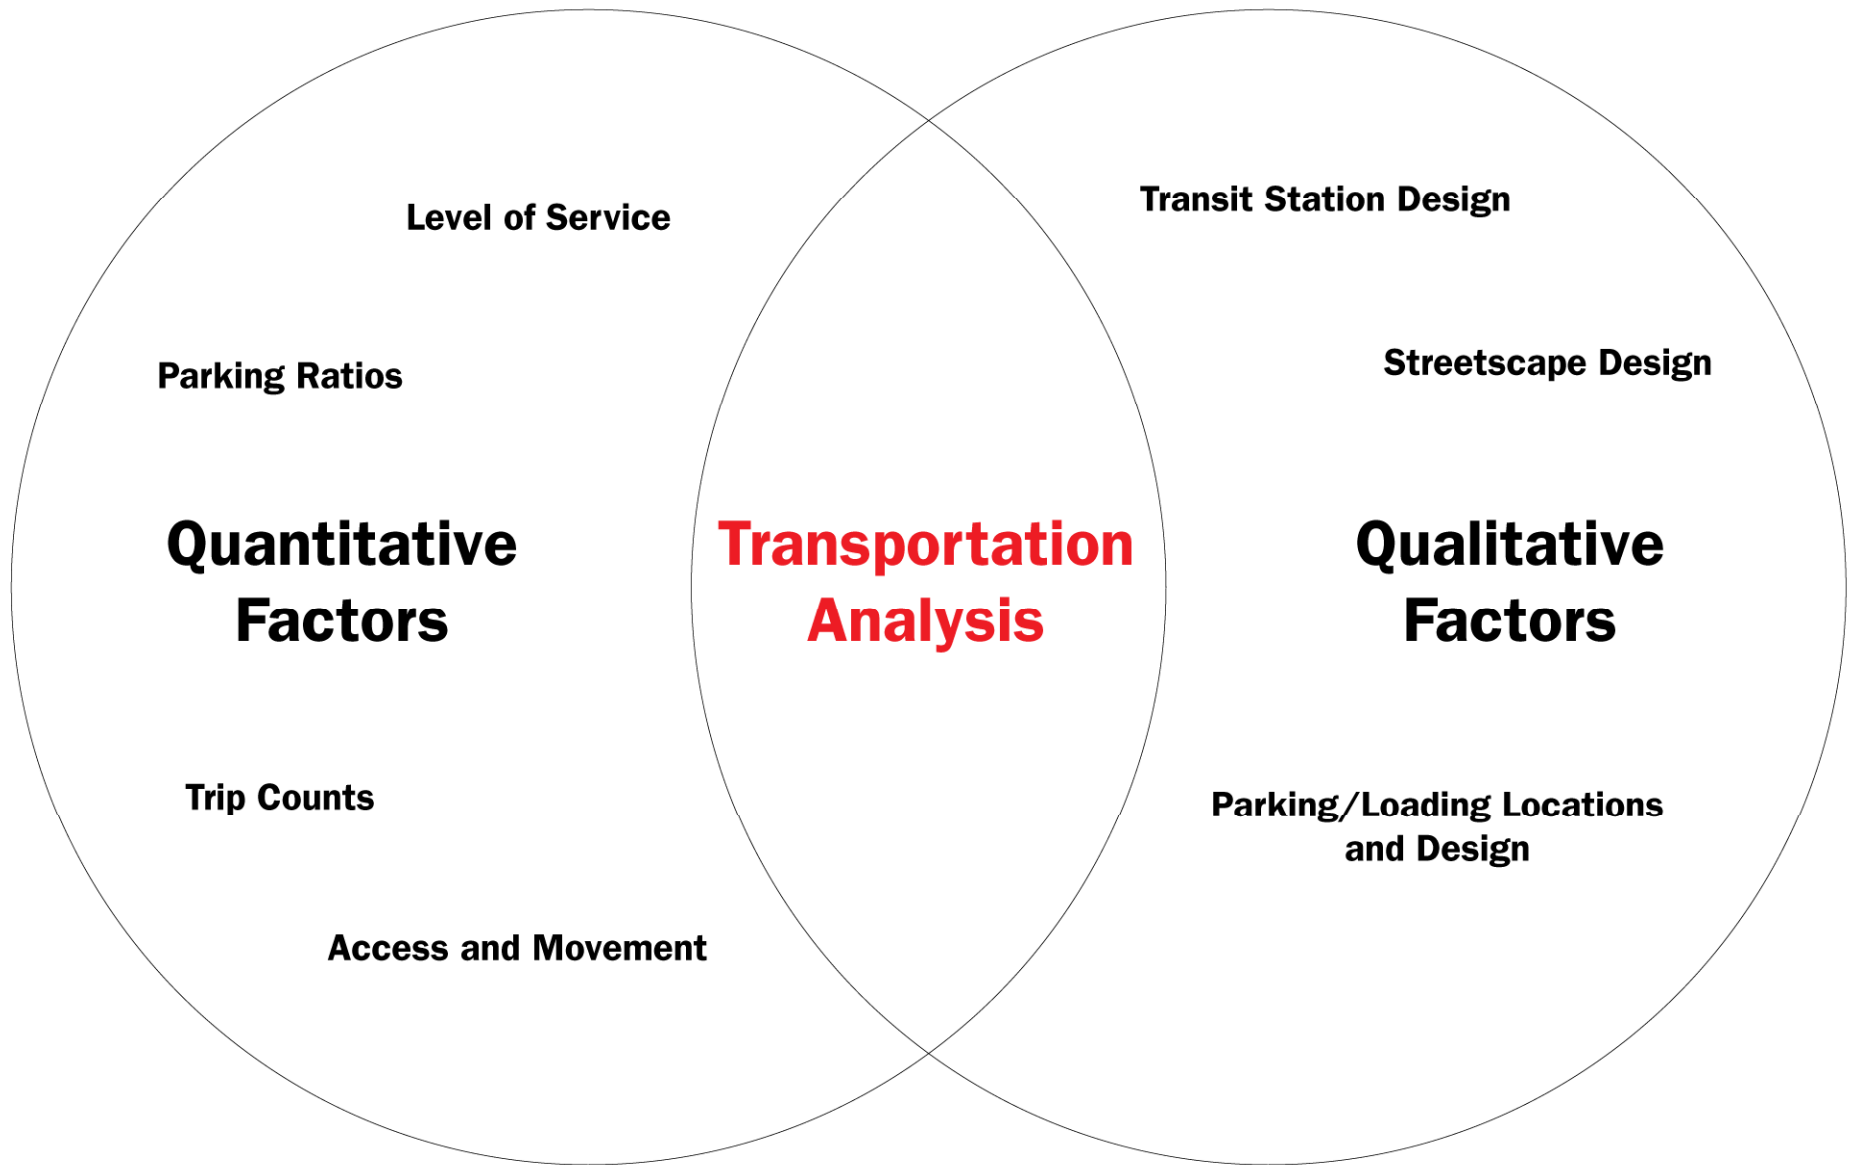 Level of Service
Parking Ratios
Quantitative
Factors
Trip Counts
Access and Movement
Transportation
Analysis
Transit Station Design
Streetscape Design
Qualitative
Factors
Parking/Loading Locations
and Design